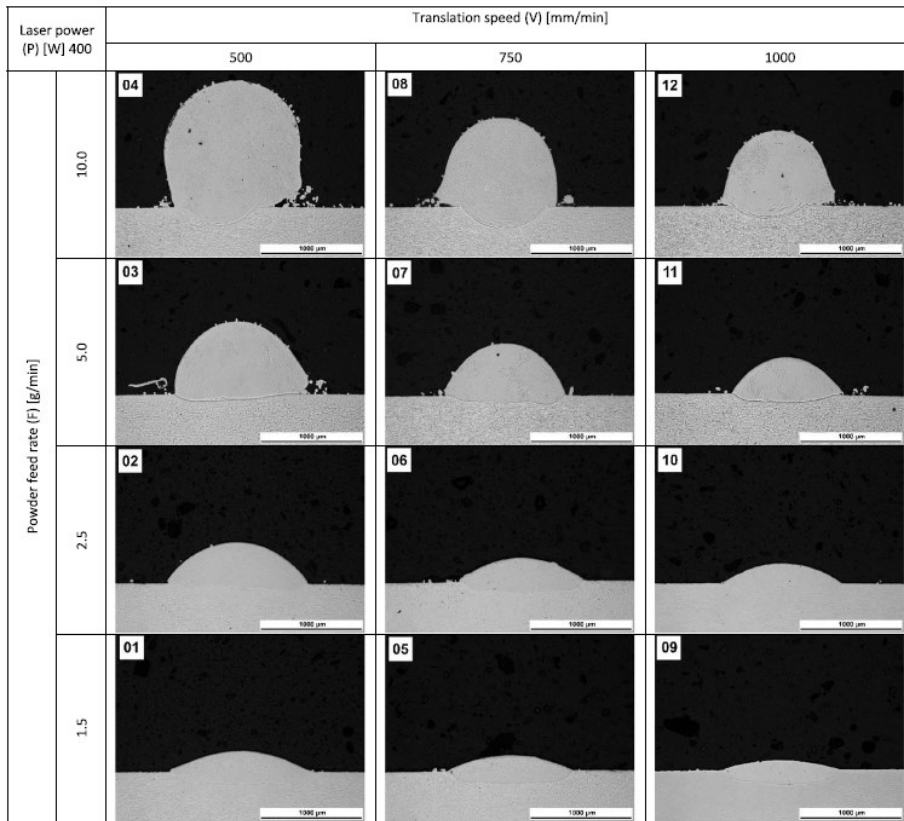 Laser power
(P) [W] 400
Translation speed (V) [mm/min]
500
750
1000
Powder feed rate (F) [g/min]
10.0
04
1000 µm
08
1000 µm
12
1000 µm
5.0
03
1000 µm
07
1000 µm
11
1000 µm
2.5
02
1000 µm
06
1000 µm
10
1000 µm
1.5
01
1000 µm
05
1000 µm
09
1000 µm